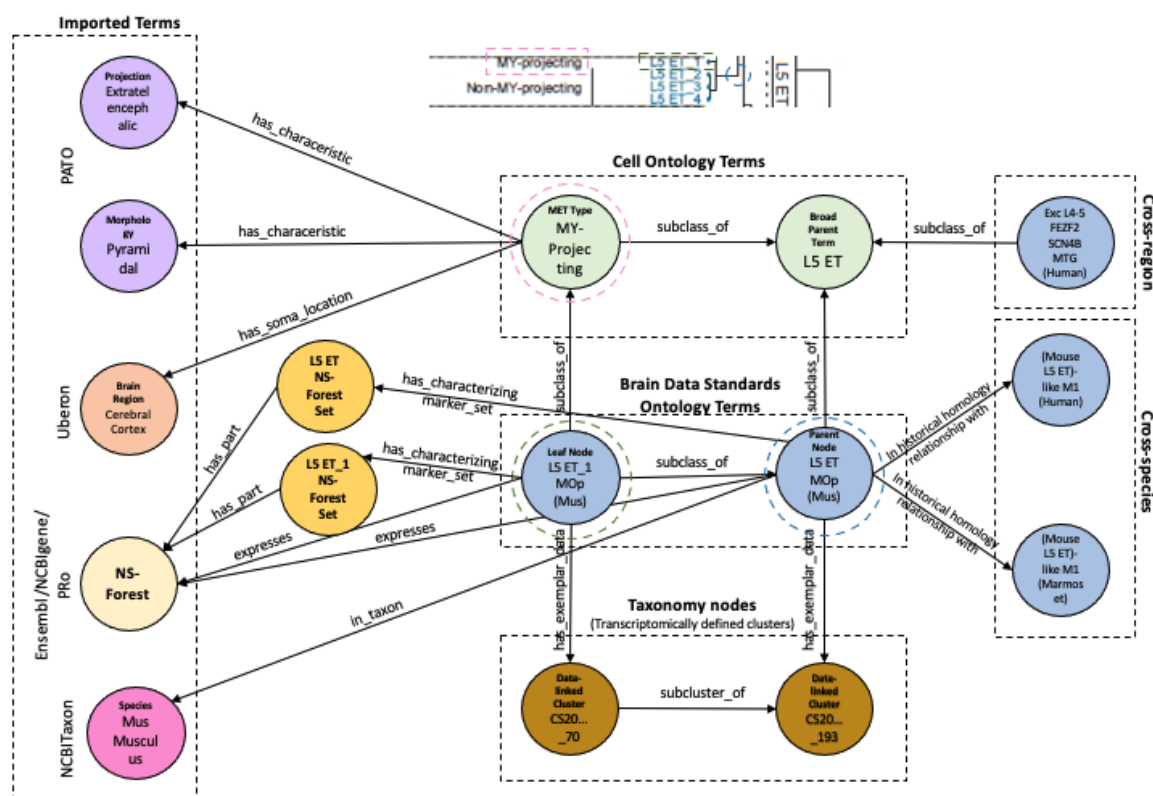 Imported Terms
MY-projecting
Non-MY-projecting
L5 ET_1
L5 ET_2
L5 ET_3
L5 ET_4
L5 ET
PATO
Projection
Extratel
enceph
alic
has_characeristic
Morpholo
gy
Pyrami
dal
has_characeristic
Uberon
Brain
Region
Cerebral
Cortex
has_soma_location
Cell Ontology Terms
MET Type
MY-
Projec
ting
subclass_of
Broad
Parent
Term
L5 ET
subclass_of
Cross-region
Exc L4-5
FEZF2
SCN4B
MTG
(Human)
subclass_of
subclass_of
Brain Data Standards
Ontology Terms
L5 ET
NS-
Forest
Set
has_characterizing
marker_set
has_part
L5 ET_1
NS-
Forest
Set
has_characterizing
marker_set
has_part
Leaf Node
L5 ET_1
MOp
(Mus)
subclass_of
Parent
Node
L5 ET
MOp
(Mus)
Cross-species
(Mouse
L5 ET)-
like M1
(Human)
in historical homology
relationship with
(Mouse
L5 ET)-
like M1
(Marmos
et)
in historical homology
relationship with
Ensembl/NCBIgene/
PRo
NS-
Forest
expresses
expresses
in_taxon
has_exemplar_data
has_exemplar_data
Taxonomy nodes
(Transcriptomically defined clusters)
NCBITaxon
Species
Mus
Muscul
us
Data-
linked
Cluster
CS20...
_70
subcluster_of
Data-
linked
Cluster
CS20...
_193